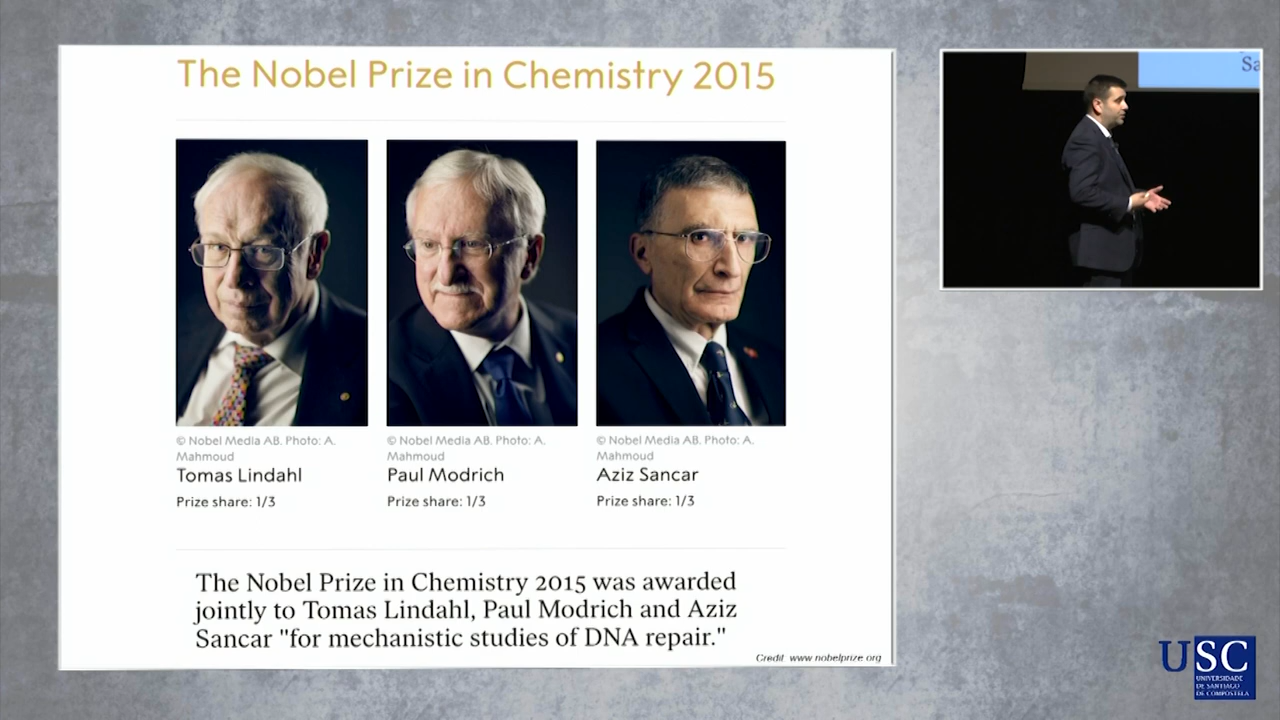 The Nobel Prize in Chemistry 2015
© Nobel Media AB. Photo: A.
Mahmoud
Tomas Lindahl
Prize share: 1/3
© Nobel Media AB. Photo: A.
Mahmoud
Paul Modrich
Prize share: 1/3
© Nobel Media AB. Photo: A.
Mahmoud
Aziz Sancar
Prize share: 1/3
The Nobel Prize in Chemistry 2015 was awarded
jointly to Tomas Lindahl, Paul Modrich and Aziz
Sancar "for mechanistic studies of DNA repair."
Credit www.nobelprize.org
Sa
USC
UNIVERSIDADE
DE SANTIAGO
DE COMPOSTELA